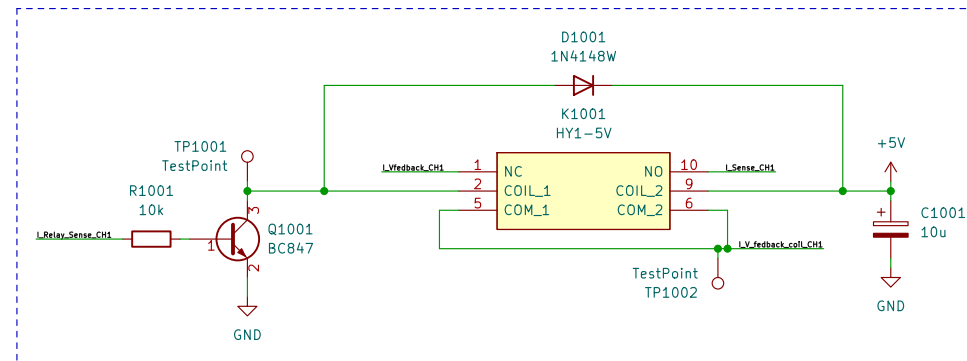 D1001
1N4148W
K1001
HY1-5V
TP1001
TestPoint
+5V
I_Vfedback_CH1
1 NC NO 10
I_Sense_CH1
R1001
10k
2 COIL_1 COIL_2 9
3
5 COM_1 COM_2 6
+
C1001
10u
I_Relay_Sense_CH1
1
Q1001
BC847
I_V_fedback_coil_CH1
2
TestPoint
TP1002
GND
GND